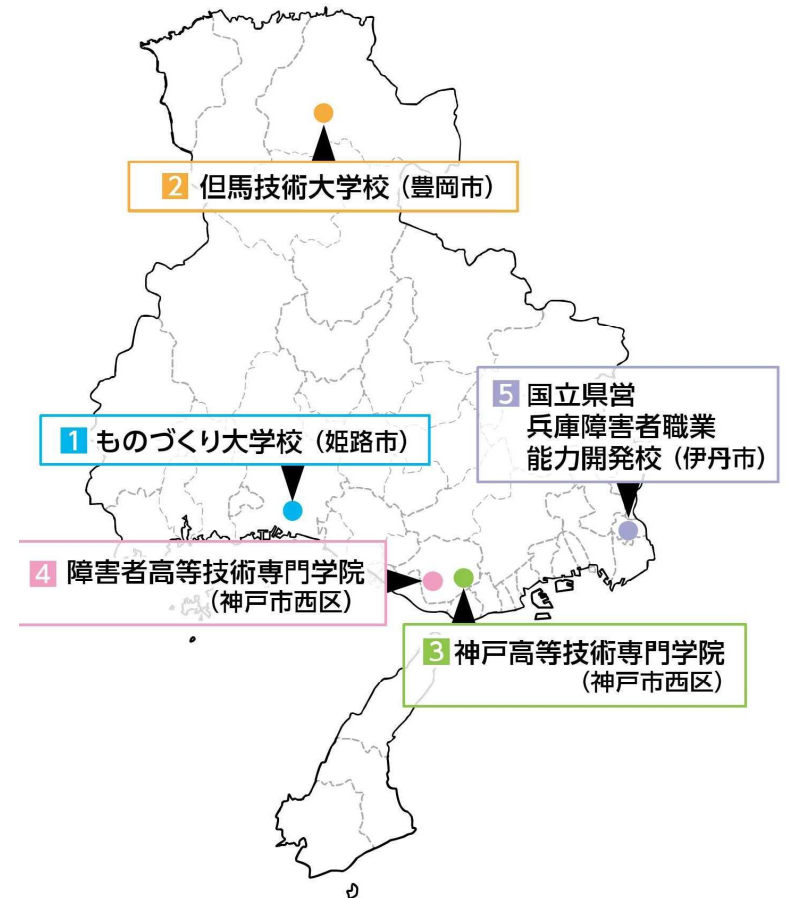 2 但馬技術大学校（豊岡市）
5 国立県営
兵庫障害者職業
能力開発校（伊丹市）
1 ものづくり大学校（姫路市）
4 障害者高等技術専門学院
（神戸市西区）
3 神戸高等技術専門学院
（神戸市西区）